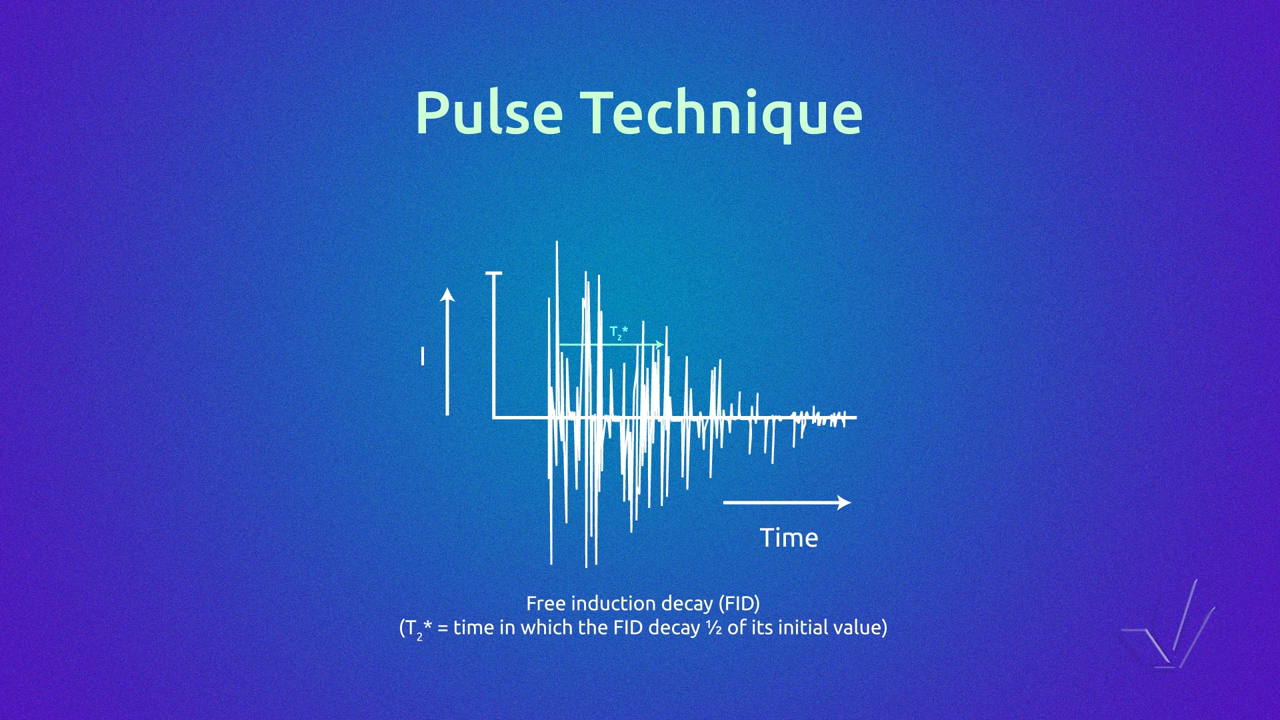 Pulse Technique
T₂*
I
Time
Free induction decay (FID)
(T₂* = time in which the FID decay ½ of its initial value)